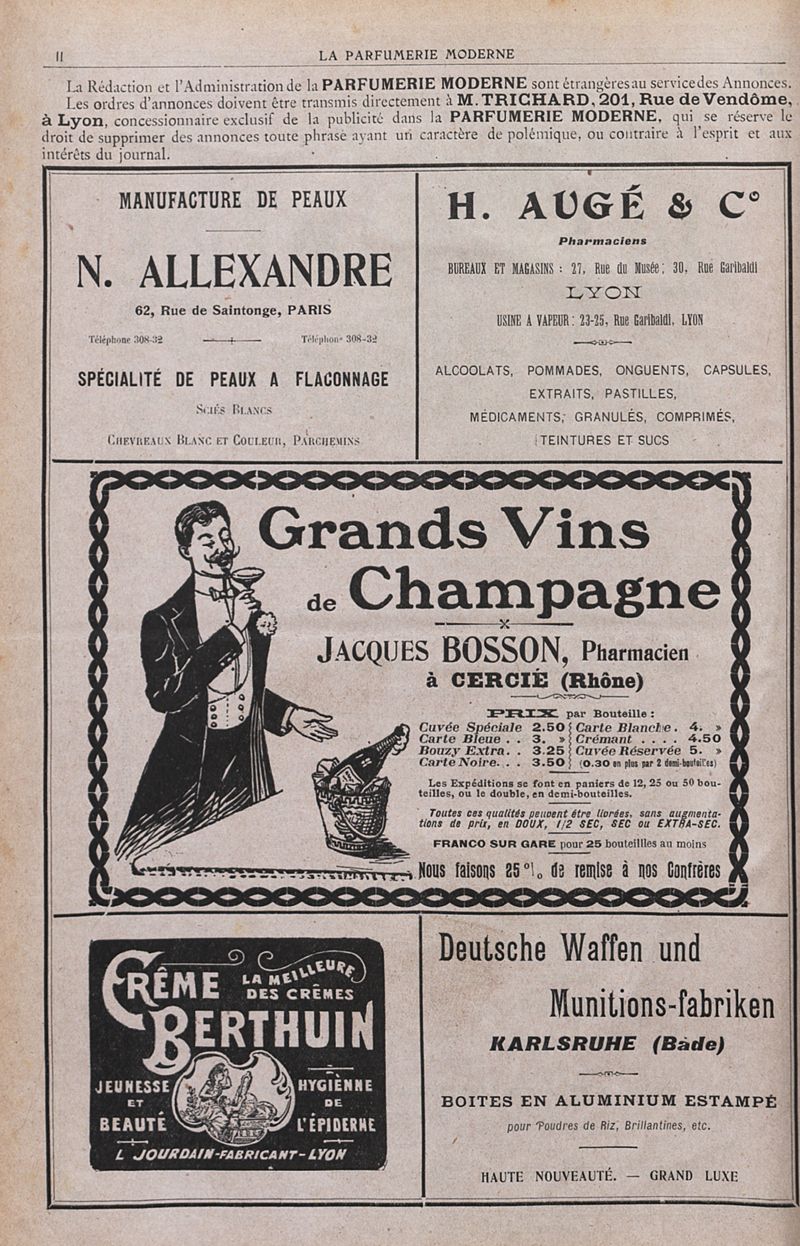 II
LA PARFUMERIE MODERNE
La Rédaction et l'Administration de la PARFUMERIE MODERNE sont étrangères au service des Annonces.
Les ordres d'annonces doivent être transmis directement à M. TRICHARD, 201, Rue de Vendôme,
à Lyon, concessionnaire exclusif de la publicité dans la PARFUMERIE MODERNE, qui se réserve le
droit de supprimer des annonces toute phrase ayant un caractère de polémique, ou contraire à l'esprit et aux
intérêts du journal.
MANUFACTURE DE PEAUX
N. ALLEXANDRE
62, Rue de Saintonge, PARIS
Téléphone 308-32 Téléphone 308-32
SPÉCIALITÉ DE PEAUX A FLACONNAGE
SCIÉS BLANCS
CHEVREAUX BLANC ET COULEUR, PARCHEMINS
H. AUGÉ & Co
Pharmaciens
BUREAUX ET MAGASINS : 27, Rue du Musée; 30, Rue Garibaldi
LYON
USINE A VAPEUR : 23-25, Rue Garibaldi, LYON
ALCOOLATS, POMMADES, ONGUENTS, CAPSULES,
EXTRAITS, PASTILLES,
MÉDICAMENTS, GRANULÉS, COMPRIMÉS,
TEINTURES ET SUCS
Grands Vins
de Champagne
JACQUES BOSSON, Pharmacien
à CERCIÉ (Rhône)
PRIX par Bouteille :
Cuvée Spéciale 2.50 Carte Blanche. 4. »
Carte Bleue . . 3. » Crémant . . . . 4.50
Bouzy Extra. . 3.25 Cuvée Réservée 5. »
Carte Noire. . . 3.50 (0.30 en plus par 2 demi-bouteilles)
Les Expéditions se font en paniers de 12, 25 ou 50 bou-
teilles, ou le double, en demi-bouteilles.
Toutes ces qualités peuvent être livrées, sans augmenta-
tions de prix, en DOUX, 1/2 SEC, SEC ou EXTRA-SEC.
FRANCO SUR GARE pour 25 bouteillles au moins
Nous faisons 25 % de remise à nos Confrères
CRÊME LA MEILLEURE
DES CRÊMES
BERTHUIN
JEUNESSE HYGIÈNNE
ET DE
BEAUTÉ L'ÉPIDERME
L JOURDAIN-FABRICANT-LYON
Deutsche Waffen und
Munitions-fabriken
KARLSRUHE (Bade)
BOITES EN ALUMINIUM ESTAMPÉ
pour Poudres de Riz, Brillantines, etc.
HAUTE NOUVEAUTÉ. — GRAND LUXE